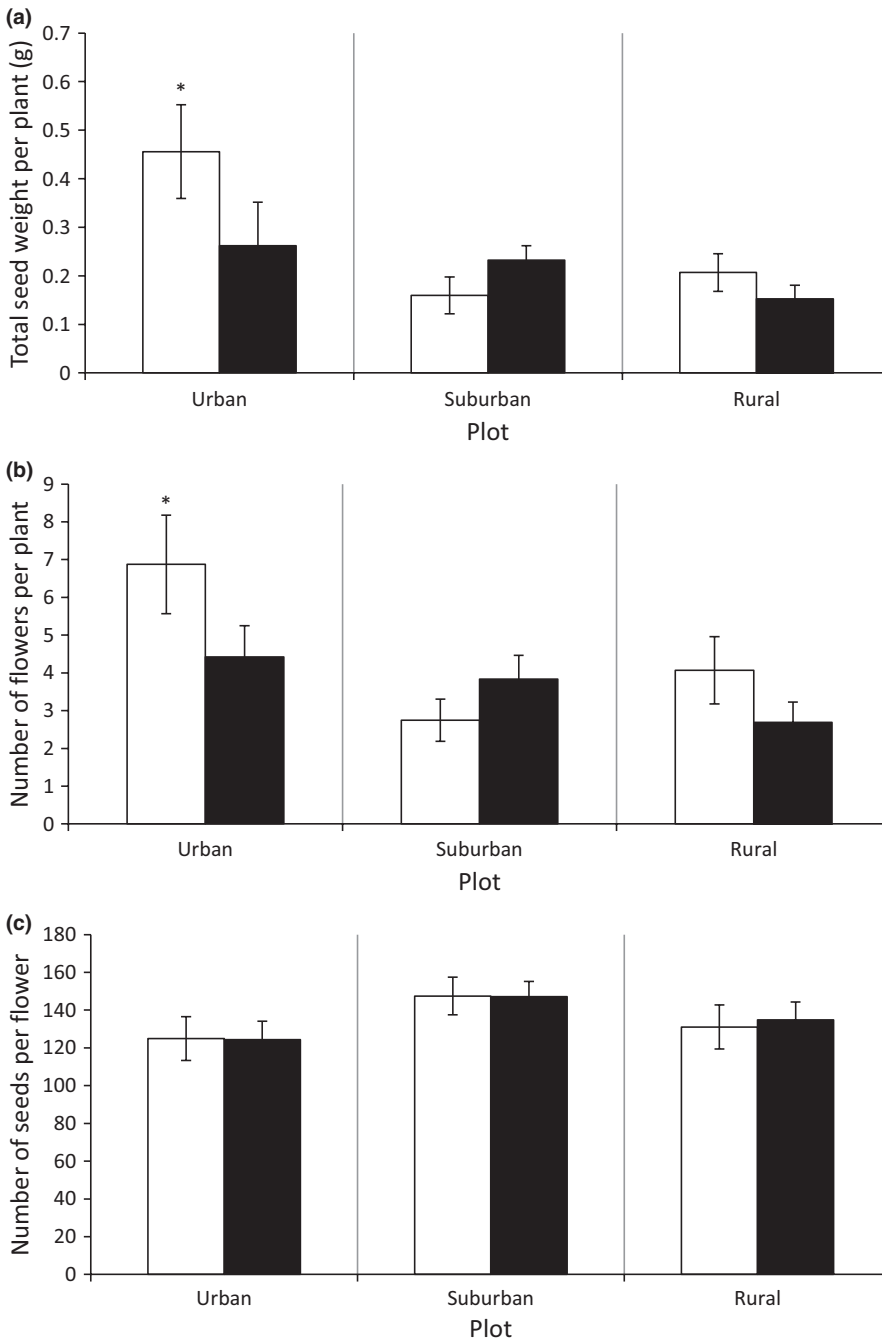 (a)
Total seed weight per plant (g)
0.7
0.6
0.5
0.4
0.3
0.2
0.1
0
*
Urban Suburban Rural
Plot
(b)
Number of flowers per plant
9
8
7
6
5
4
3
2
1
0
*
Urban Suburban Rural
Plot
(c)
Number of seeds per flower
180
160
140
120
100
80
60
40
20
0
Urban Suburban Rural
Plot